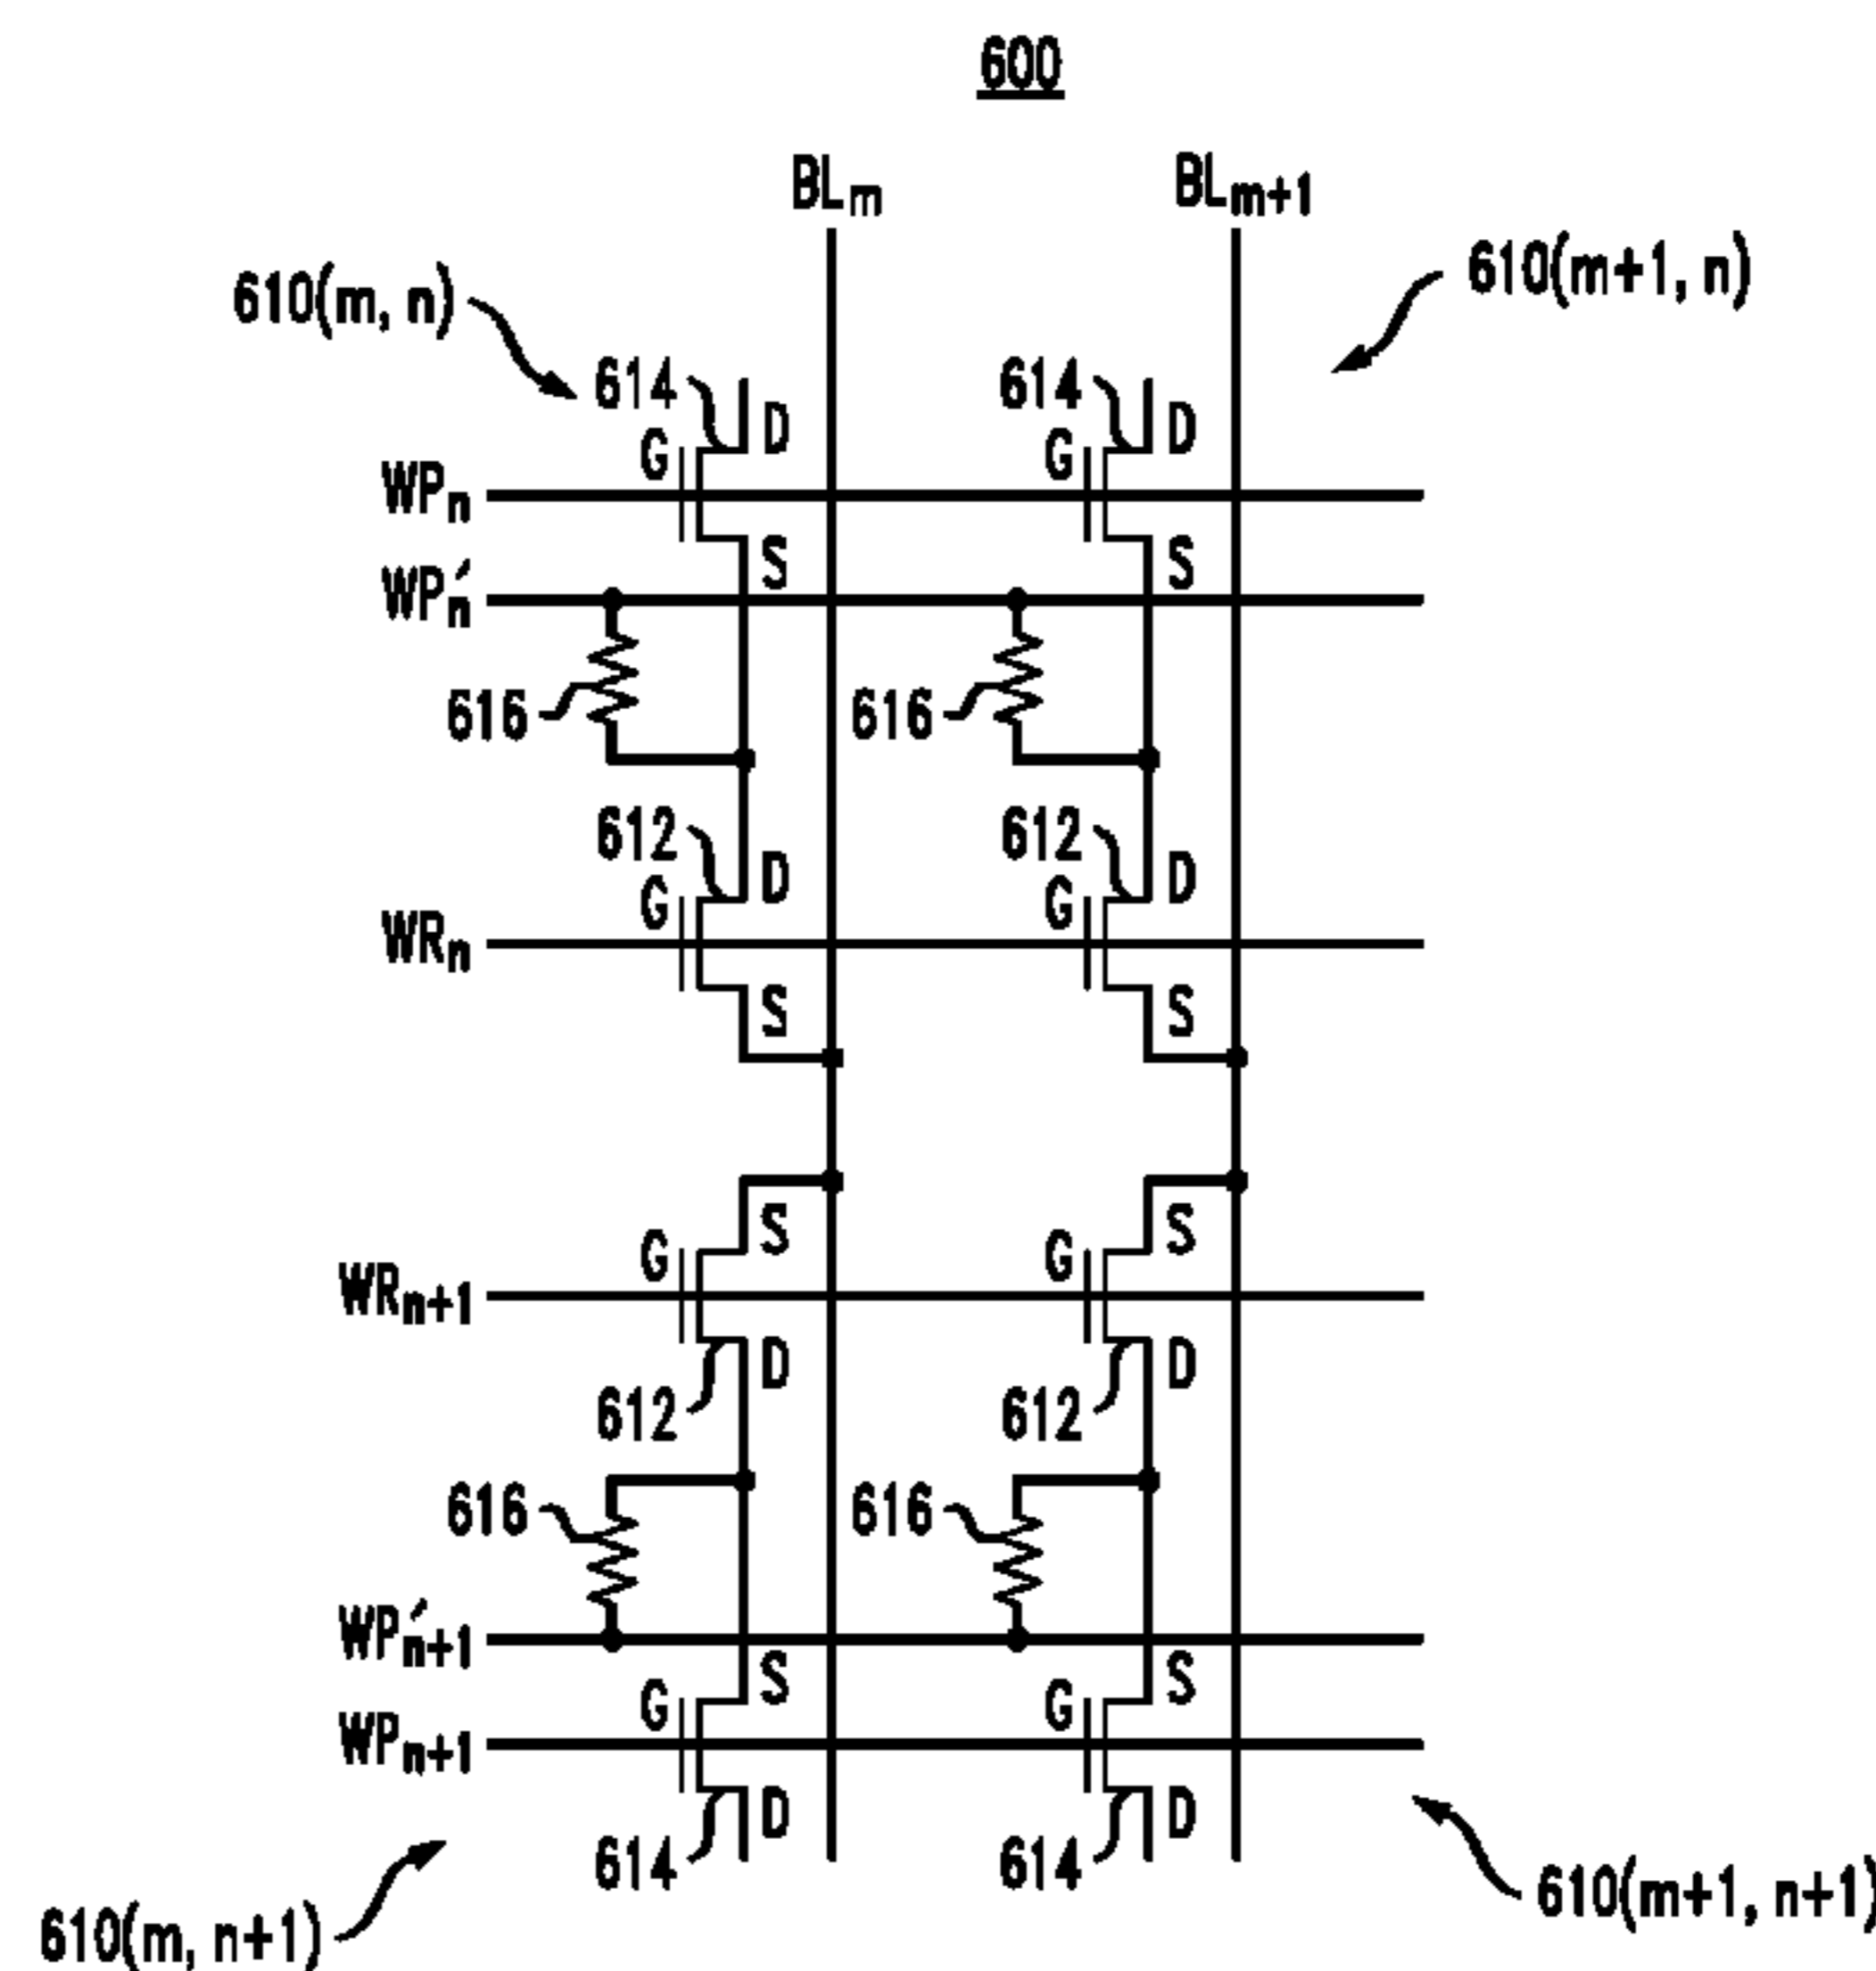 600
BLm BLm+1
610(m, n) 610(m+1, n)
614 D 614 D
G G
WPn
S S
WP'n
616 616
612 D 612 D
G G
WRn
S S
S S
G G
WRn+1
D D
612 612
616 616
WP'n+1
S S
G G
WPn+1
D D
614 614
610(m, n+1) 610(m+1, n+1)